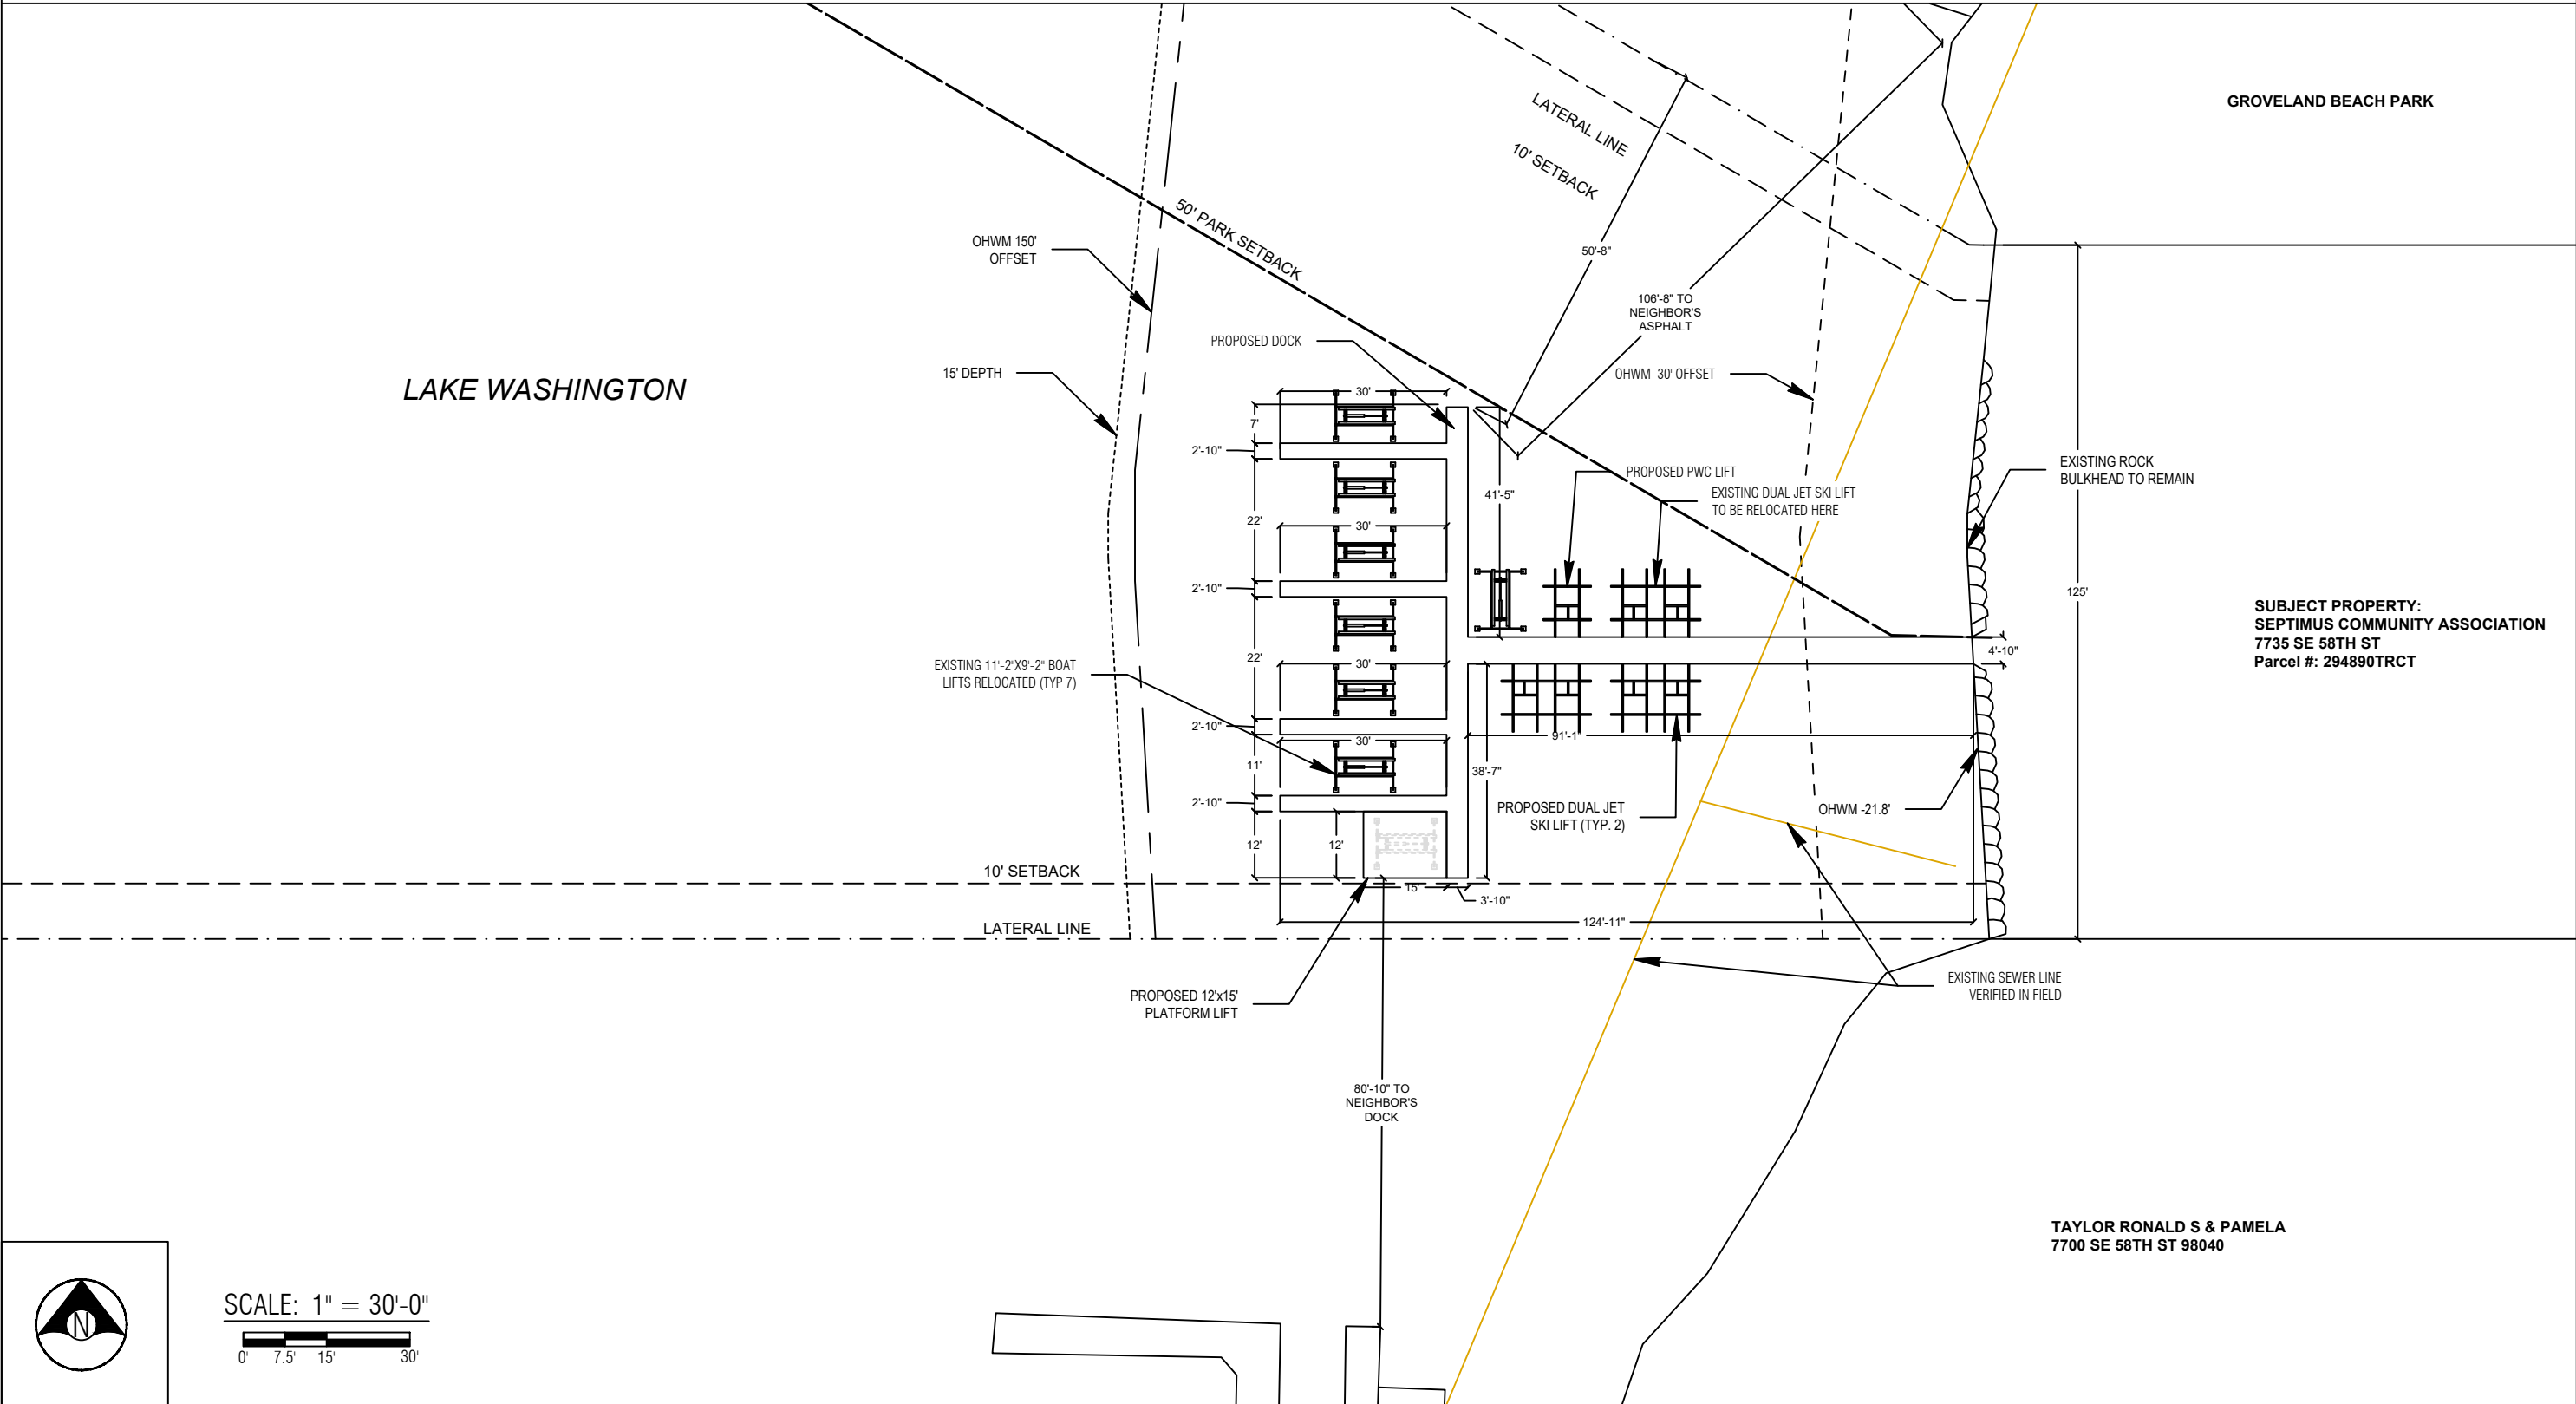 GROVELAND BEACH PARK
LATERAL LINE
10' SETBACK
50' PARK SETBACK
OHWM 150'
OFFSET
50'-8"
106'-8" TO
NEIGHBOR'S
ASPHALT
PROPOSED DOCK
15' DEPTH
LAKE WASHINGTON
OHWM 30' OFFSET
30'
7'
2'-10"
PROPOSED PWC LIFT
EXISTING DUAL JET SKI LIFT
TO BE RELOCATED HERE
41'-5"
EXISTING ROCK
BULKHEAD TO REMAIN
22'
30'
2'-10"
125'
SUBJECT PROPERTY:
SEPTIMUS COMMUNITY ASSOCIATION
7735 SE 58TH ST
Parcel #: 294890TRCT
4'-10"
22'
30'
EXISTING 11'-2"X9'-2" BOAT
LIFTS RELOCATED (TYP 7)
2'-10"
30'
91'-1"
11'
38'-7"
2'-10"
PROPOSED DUAL JET
SKI LIFT (TYP. 2)
OHWM -21.8'
12'
12'
10' SETBACK
15'
3'-10"
124'-11"
LATERAL LINE
PROPOSED 12'x15'
PLATFORM LIFT
EXISTING SEWER LINE
VERIFIED IN FIELD
80'-10" TO
NEIGHBOR'S
DOCK
TAYLOR RONALD S & PAMELA
7700 SE 58TH ST 98040
N
SCALE: 1" = 30'-0"
0' 7.5' 15' 30'